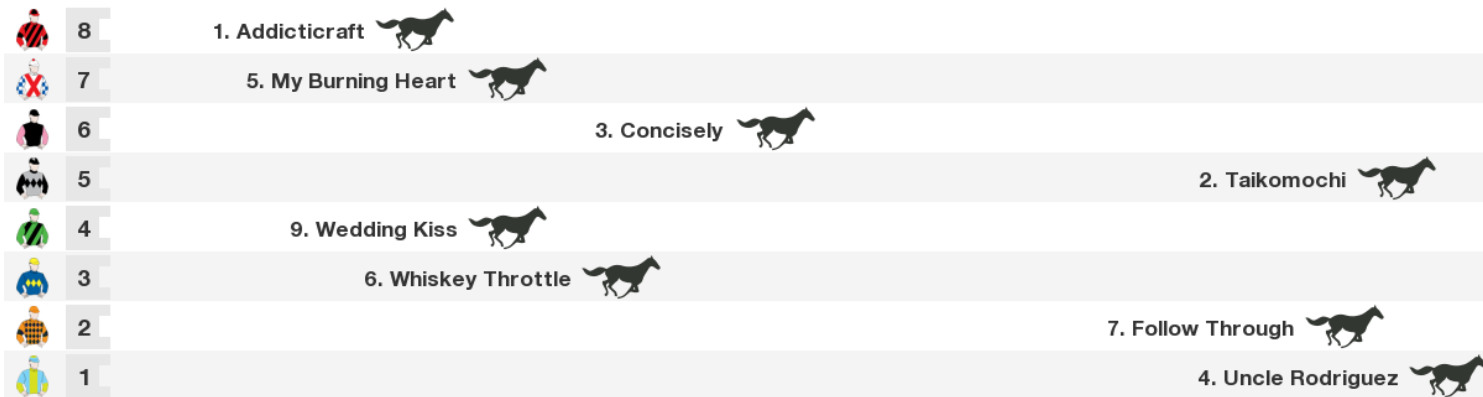 8 1. Addicticraft
7 5. My Burning Heart
6 3. Concisely
5 2. Taikomochi
4 9. Wedding Kiss
3 6. Whiskey Throttle
2 7. Follow Through
1 4. Uncle Rodriguez